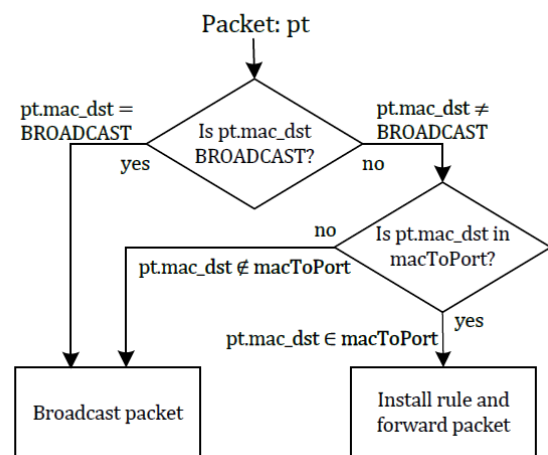 Packet: pt
pt.mac_dst =
BROADCAST
yes
Is pt.mac_dst
BROADCAST?
pt.mac_dst ≠
BROADCAST
no
Is pt.mac_dst in
macToPort?
no
pt.mac_dst ∉ macToPort
yes
pt.mac_dst ∈ macToPort
Broadcast packet
Install rule and
forward packet